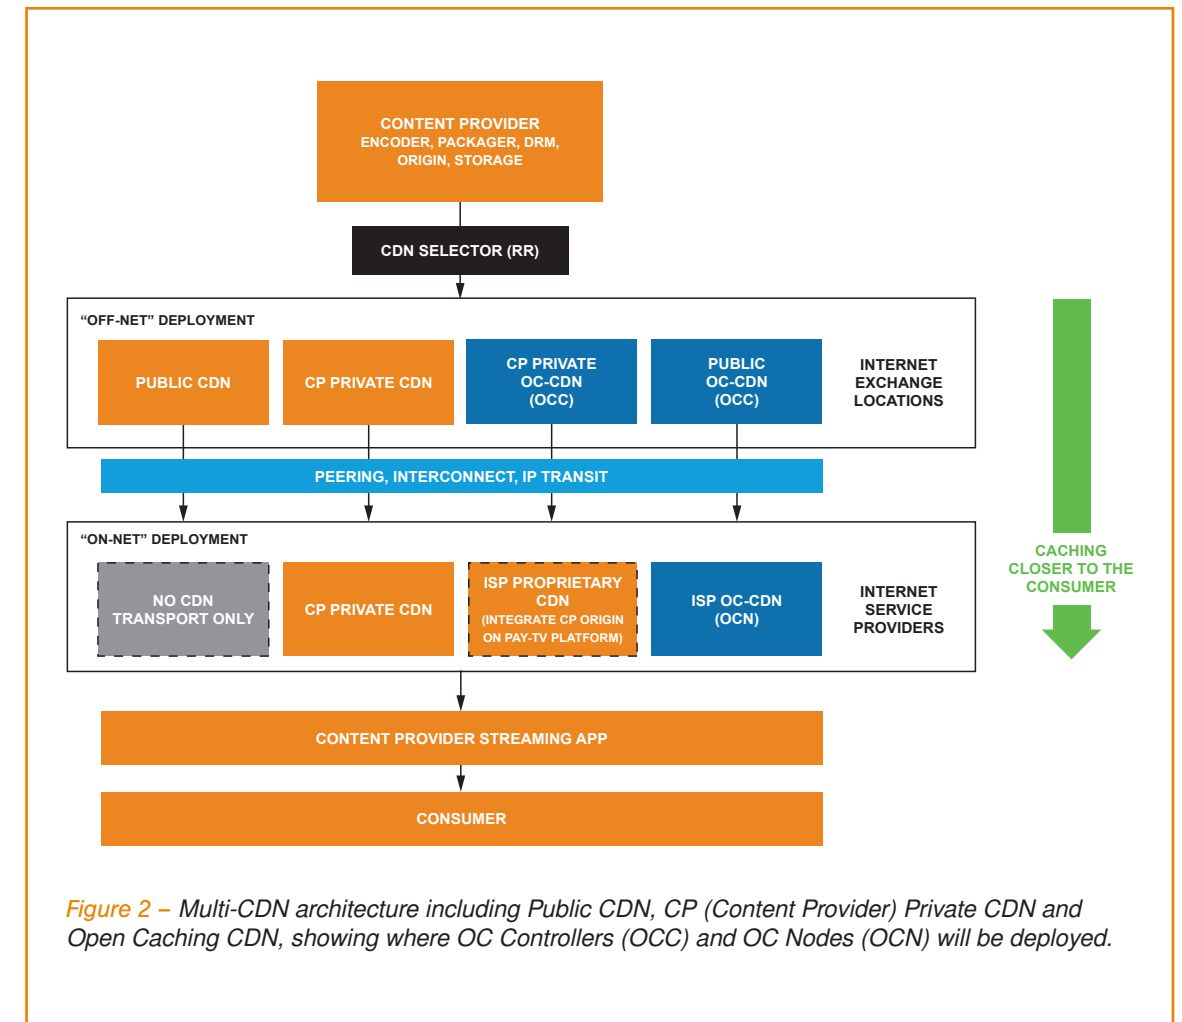 CONTENT PROVIDER
ENCODER, PACKAGER, DRM,
ORIGIN, STORAGE
CDN SELECTOR (RR)
“OFF-NET” DEPLOYMENT
PUBLIC CDN
CP PRIVATE CDN
CP PRIVATE
OC-CDN
(OCC)
PUBLIC
OC-CDN
(OCC)
INTERNET
EXCHANGE
LOCATIONS
PEERING, INTERCONNECT, IP TRANSIT
“ON-NET” DEPLOYMENT
NO CDN
TRANSPORT ONLY
CP PRIVATE CDN
ISP PROPRIETARY
CDN
(INTEGRATE CP ORIGIN
ON PAY-TV PLATFORM)
ISP OC-CDN
(OCN)
INTERNET
SERVICE
PROVIDERS
CACHING
CLOSER TO THE
CONSUMER
CONTENT PROVIDER STREAMING APP
CONSUMER
Figure 2 – Multi-CDN architecture including Public CDN, CP (Content Provider) Private CDN and
Open Caching CDN, showing where OC Controllers (OCC) and OC Nodes (OCN) will be deployed.